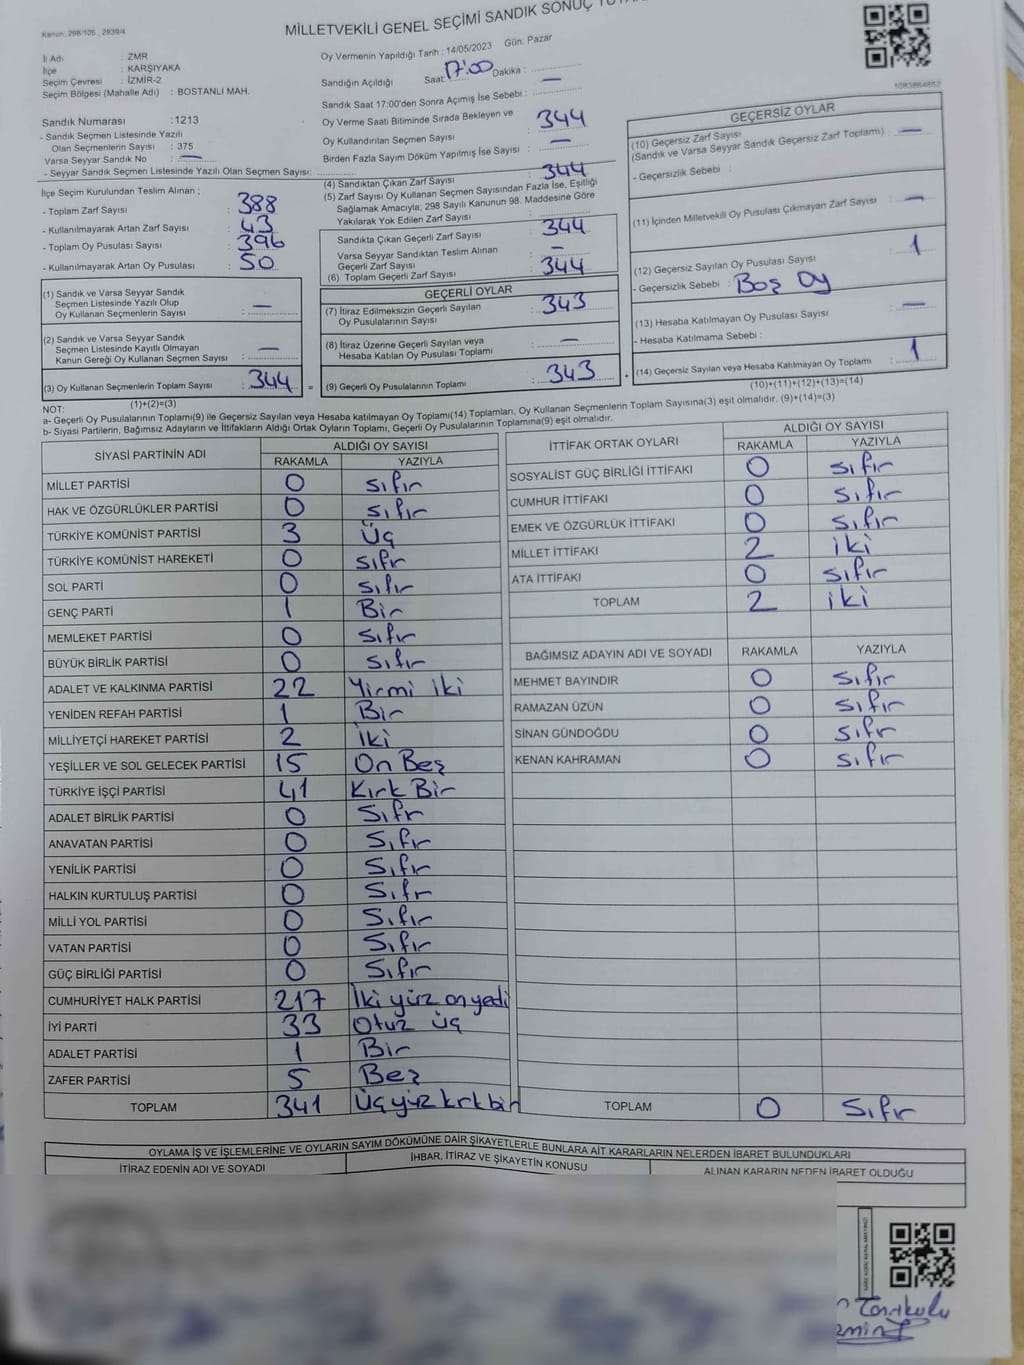 Kanun: 298/105 , 2839/4
MİLLETVEKİLİ GENEL SEÇİMİ SANDIK SONUÇ
İl Adı : ZMR
İlçe : KARŞIYAKA
Seçim Çevresi : İZMİR-2
Seçim Bölgesi (Mahalle Adı) : BOSTANLI MAH.
Oy Vermenin Yapıldığı Tarih : 14/05/2023 Gün: Pazar
Sandığın Açıldığı Saat: 17:00 Dakika : —
Sandık Saat 17:00'den Sonra Açımış İse Sebebi :
Oy Verme Saati Bitiminde Sırada Bekleyen ve
Oy Kullandırılan Seçmen Sayısı : 344
Birden Fazla Sayım Döküm Yapılmış İse Sayısı : —
Sandık Numarası : 1213
- Sandık Seçmen Listesinde Yazılı
Olan Seçmenlerin Sayısı : 375
Varsa Seyyar Sandık No : —
- Seyyar Sandık Seçmen Listesinde Yazılı Olan Seçmen Sayısı:
İlçe Seçim Kurulundan Teslim Alınan ;
- Toplam Zarf Sayısı : 388
- Kullanılmayarak Artan Zarf Sayısı : 43
- Toplam Oy Pusulası Sayısı : 396
- Kullanılmayarak Artan Oy Pusulası : 50
(4) Sandıktan Çıkan Zarf Sayısı : 344
(5) Zarf Sayısı Oy Kullanan Seçmen Sayısından Fazla İse, Eşitliği
Sağlamak Amacıyla; 298 Sayılı Kanunun 98. Maddesine Göre
Yakılarak Yok Edilen Zarf Sayısı
Sandıkta Çıkan Geçerli Zarf Sayısı : 344
Varsa Seyyar Sandıktan Teslim Alınan
Geçerli Zarf Sayısı : —
(6) Toplam Geçerli Zarf Sayısı : 344
GEÇERSİZ OYLAR
(10) Geçersiz Zarf Sayısı
(Sandık ve Varsa Seyyar Sandık Geçersiz Zarf Toplamı) : —
- Geçersizlik Sebebi :
(11) İçinden Milletvekili Oy Pusulası Çıkmayan Zarf Sayısı : —
(12) Geçersiz Sayılan Oy Pusulası Sayısı : 1
- Geçersizlik Sebebi : Boş Oy
(13) Hesaba Katılmayan Oy Pusulası Sayısı : —
- Hesaba Katılmama Sebebi :
(14) Geçersiz Sayılan veya Hesaba Katılmayan Oy Toplamı : 1
(10)+(11)+(12)+(13)=(14)
(1) Sandık ve Varsa Seyyar Sandık
Seçmen Listesinde Yazılı Olup
Oy Kullanan Seçmenlerin Sayısı : —
(2) Sandık ve Varsa Seyyar Sandık
Seçmen Listesinde Kayıtlı Olmayan
Kanun Gereği Oy Kullanan Seçmen Sayısı : —
(3) Oy Kullanan Seçmenlerin Toplam Sayısı : 344 =
(1)+(2)=(3)
GEÇERLİ OYLAR
(7) İtiraz Edilmeksizin Geçerli Sayılan
Oy Pusulalarının Sayısı : 343
(8) İtiraz Üzerine Geçerli Sayılan veya
Hesaba Katılan Oy Pusulası Toplamı : —
(9) Geçerli Oy Pusulalarının Toplamı : 343 +
NOT:
a- Geçerli Oy Pusulalarının Toplamı(9) ile Geçersiz Sayılan veya Hesaba katılmayan Oy Toplamı(14) Toplamları, Oy Kullanan Seçmenlerin Toplam Sayısına(3) eşit olmalıdır. (9)+(14)=(3)
b- Siyasi Partilerin, Bağımsız Adayların ve İttifakların Aldığı Ortak Oyların Toplamı, Geçerli Oy Pusulalarının Toplamına(9) eşit olmalıdır.
SİYASİ PARTİNİN ADI ALDIĞI OY SAYISI
RAKAMLA YAZIYLA
MİLLET PARTİSİ 0 sıfır
HAK VE ÖZGÜRLÜKLER PARTİSİ 0 sıfır
TÜRKİYE KOMÜNİST PARTİSİ 3 Üç
TÜRKİYE KOMÜNİST HAREKETİ 0 sıfır
SOL PARTİ 0 sıfır
GENÇ PARTİ 1 Bir
MEMLEKET PARTİSİ 0 sıfır
BÜYÜK BİRLİK PARTİSİ 0 sıfır
ADALET VE KALKINMA PARTİSİ 22 Yirmi iki
YENİDEN REFAH PARTİSİ 1 Bir
MİLLİYETÇİ HAREKET PARTİSİ 2 İki
YEŞİLLER VE SOL GELECEK PARTİSİ 15 On Beş
TÜRKİYE İŞÇİ PARTİSİ 41 Kırk Bir
ADALET BİRLİK PARTİSİ 0 Sıfır
ANAVATAN PARTİSİ 0 Sıfır
YENİLİK PARTİSİ 0 Sıfır
HALKIN KURTULUŞ PARTİSİ 0 Sıfır
MİLLİ YOL PARTİSİ 0 Sıfır
VATAN PARTİSİ 0 Sıfır
GÜÇ BİRLİĞİ PARTİSİ 0 Sıfır
CUMHURİYET HALK PARTİSİ 217 İki yüz on yedi
İYİ PARTİ 33 Otuz üç
ADALET PARTİSİ 1 Bir
ZAFER PARTİSİ 5 Beş
TOPLAM 341 Üç yüz kırk bir
İTTİFAK ORTAK OYLARI ALDIĞI OY SAYISI
RAKAMLA YAZIYLA
SOSYALİST GÜÇ BİRLİĞİ İTTİFAKI 0 sıfır
CUMHUR İTTİFAKI 0 sıfır
EMEK VE ÖZGÜRLÜK İTTİFAKI 0 sıfır
MİLLET İTTİFAKI 2 iki
ATA İTTİFAKI 0 sıfır
TOPLAM 2 iki
BAĞIMSIZ ADAYIN ADI VE SOYADI RAKAMLA YAZIYLA
MEHMET BAYINDIR 0 sıfır
RAMAZAN ÜZÜN 0 sıfır
SİNAN GÜNDOĞDU 0 sıfır
KENAN KAHRAMAN 0 sıfır
TOPLAM 0 Sıfır
OYLAMA İŞ VE İŞLEMLERİNE VE OYLARIN SAYIM DÖKÜMÜNE DAİR ŞİKAYETLERLE BUNLARA AİT KARARLARIN NELERDEN İBARET BULUNDUKLARI
İTİRAZ EDENİN ADI VE SOYADI İHBAR, İTİRAZ VE ŞİKAYETİN KONUSU ALINAN KARARIN NEDEN İBARET OLDUĞU